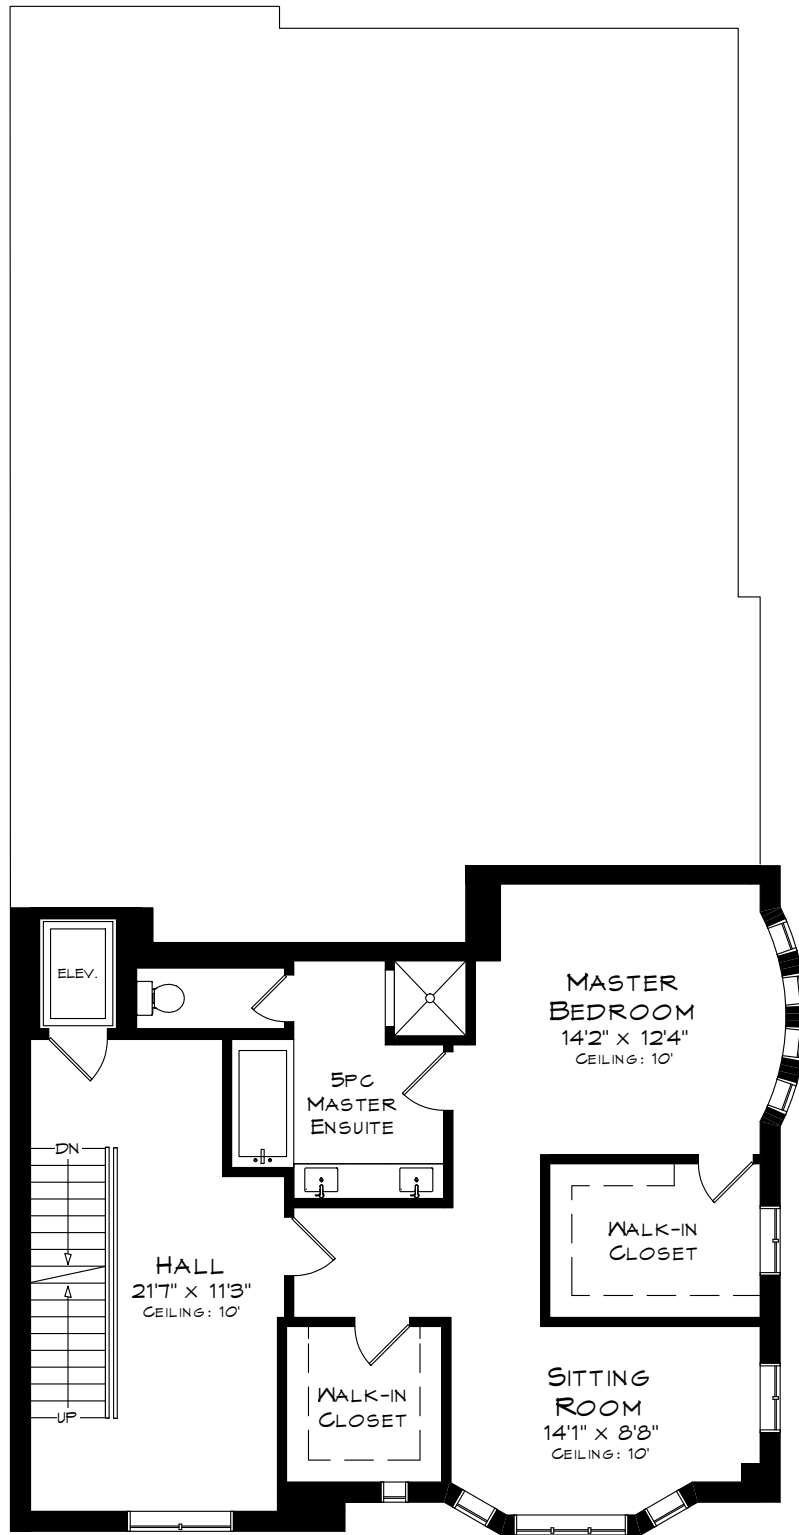 ELEV.
MASTER
BEDROOM
14'2" x 12'4"
CEILING: 10'
5PC
MASTER
ENSUITE
DN
WALK-IN
CLOSET
HALL
21'7" x 11'3"
CEILING: 10'
UP
WALK-IN
CLOSET
SITTING
ROOM
14'1" x 8'8"
CEILING: 10'